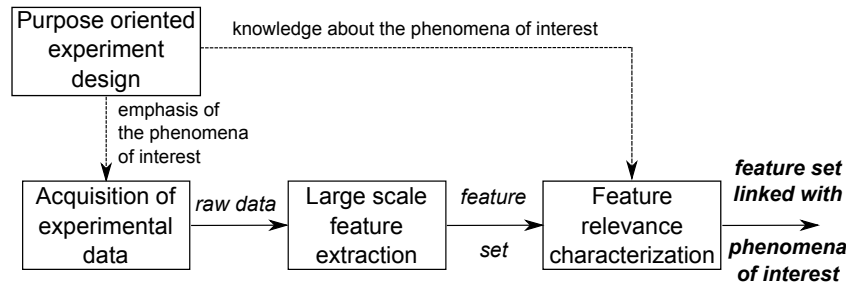 Purpose oriented
experiment
design
knowledge about the phenomena of interest
emphasis of
the phenomena
of interest
Acquisition of
experimental
data
raw data
Large scale
feature
extraction
feature
set
Feature
relevance
characterization
feature set
linked with
phenomena
of interest